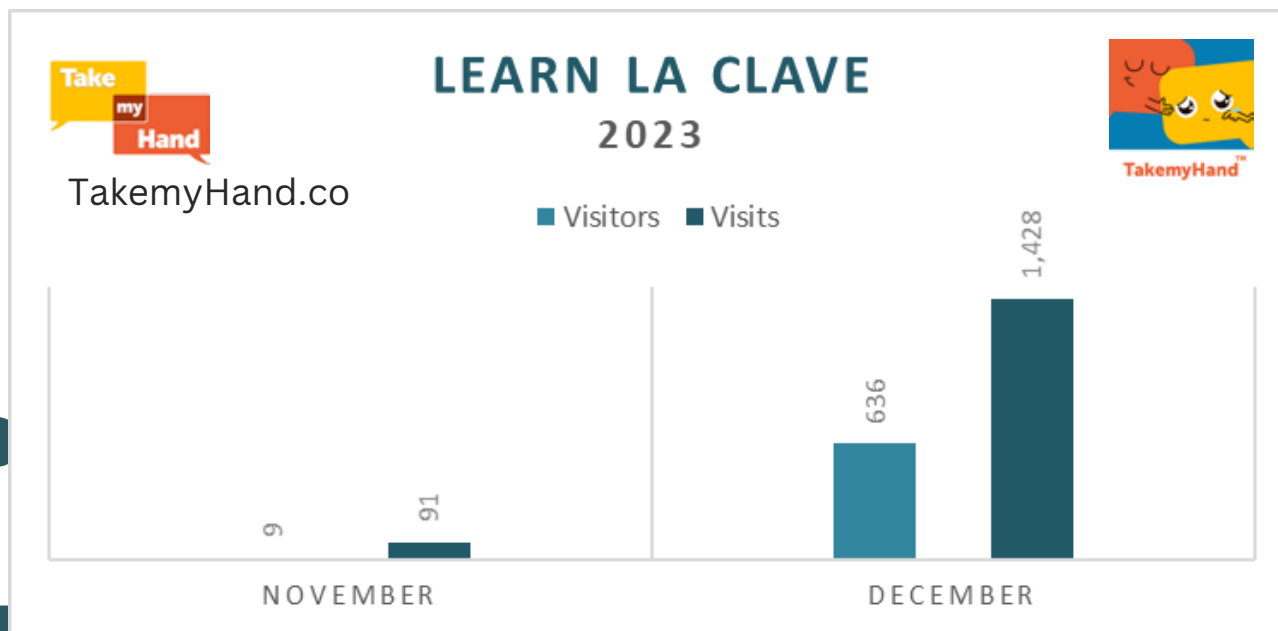 Take
my
Hand
TakemyHand.co
LEARN LA CLAVE
2023
TakemyHand™
Visitors Visits
9
91
636
1,428
NOVEMBER DECEMBER